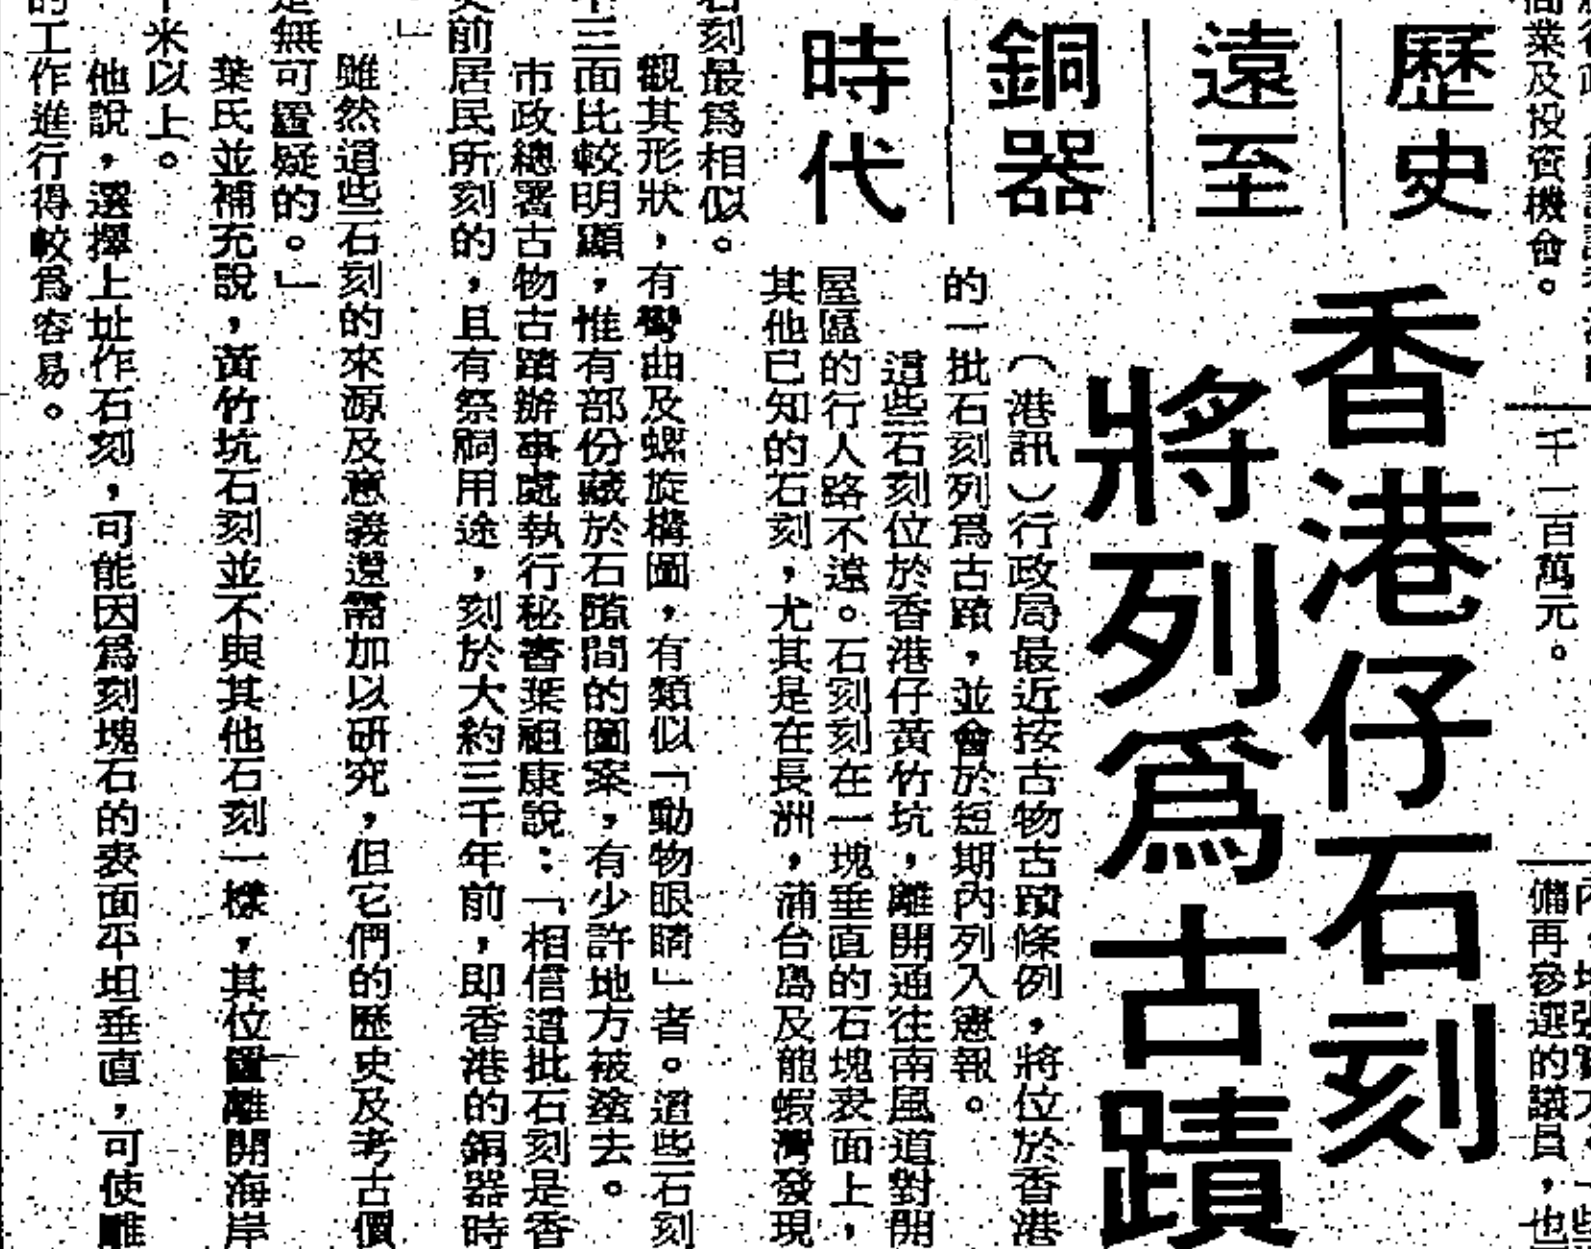 商業及投資機會。
千一百萬元。
備再參選的議員，也
歷史
遠至
銅器
時代
香港仔石刻
將列爲古蹟
（港訊）行政局最近按古物古蹟條例，將位於香港
的一批石刻列爲古蹟，並會於短期內列入憲報。
這些石刻位於香港仔黃竹坑，離開通往南風道對開
屋區的行人路不遠。石刻刻在一塊垂直的石塊表面上，
其他已知的石刻，尤其是在長洲，蒲台島及龍蝦灣發現
石刻最爲相似。
觀其形狀，有彎曲及螺旋構圖，有類似「動物眼睛」者。這些石刻
三面比較明顯，惟有部份藏於石隙間的圖案，有少許地方被塗去。
市政總署古物古蹟辦事處執行秘書葉祖康說：「相信這批石刻是香
史前居民所刻的，且有祭祠用途，刻於大約三千年前，即香港的銅器時
」
雖然這些石刻的來源及意義還需加以研究，但它們的歷史及考古價
是無可置疑的。」
葉氏並補充說，黃竹坑石刻並不與其他石刻一樣，其位置離開海岸
米以上。
他說，選擇上址作石刻，可能因爲刻塊石的表面平坦垂直，可使雕
的工作進行得較爲容易。